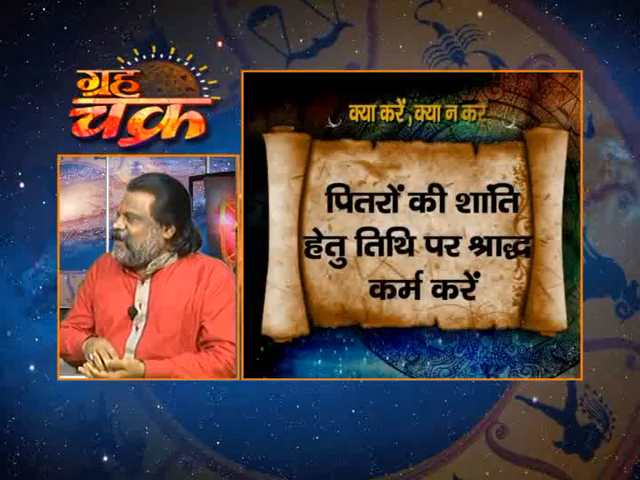 ग्रह
चक्र
क्या करें, क्या न करें
पितरों की शांति
हेतु तिथि पर श्राद्ध
कर्म करें